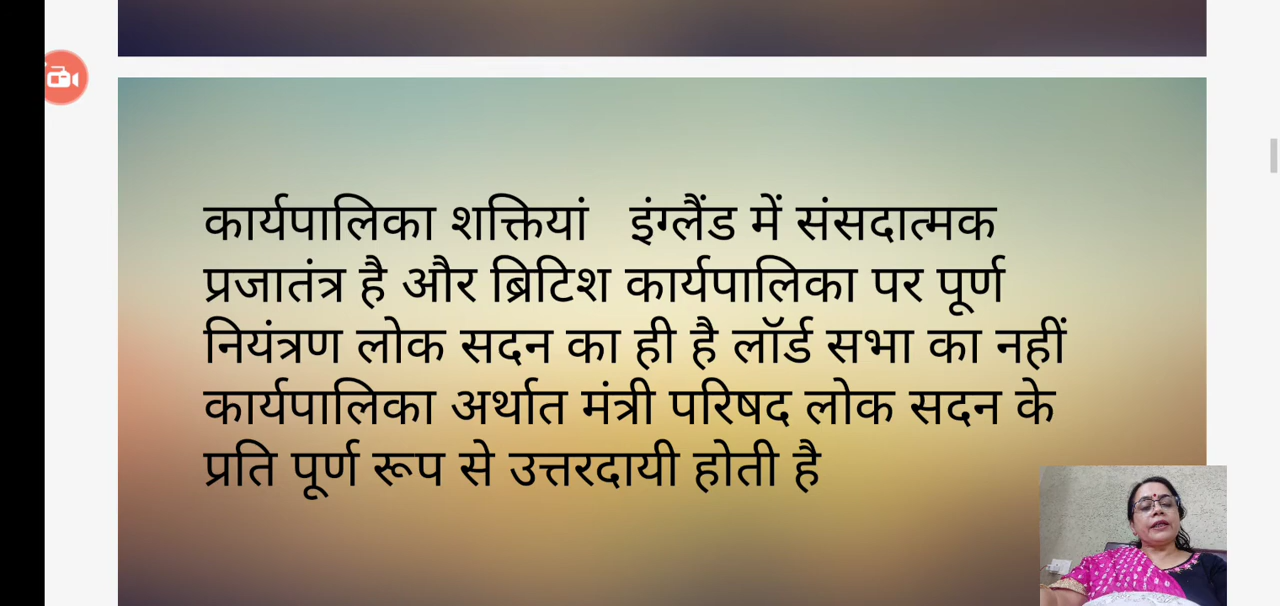 कार्यपालिका शक्तियां इंग्लैंड में संसदात्मक
प्रजातंत्र है और ब्रिटिश कार्यपालिका पर पूर्ण
नियंत्रण लोक सदन का ही है लॉर्ड सभा का नहीं
कार्यपालिका अर्थात मंत्री परिषद लोक सदन के
प्रति पूर्ण रूप से उत्तरदायी होती है